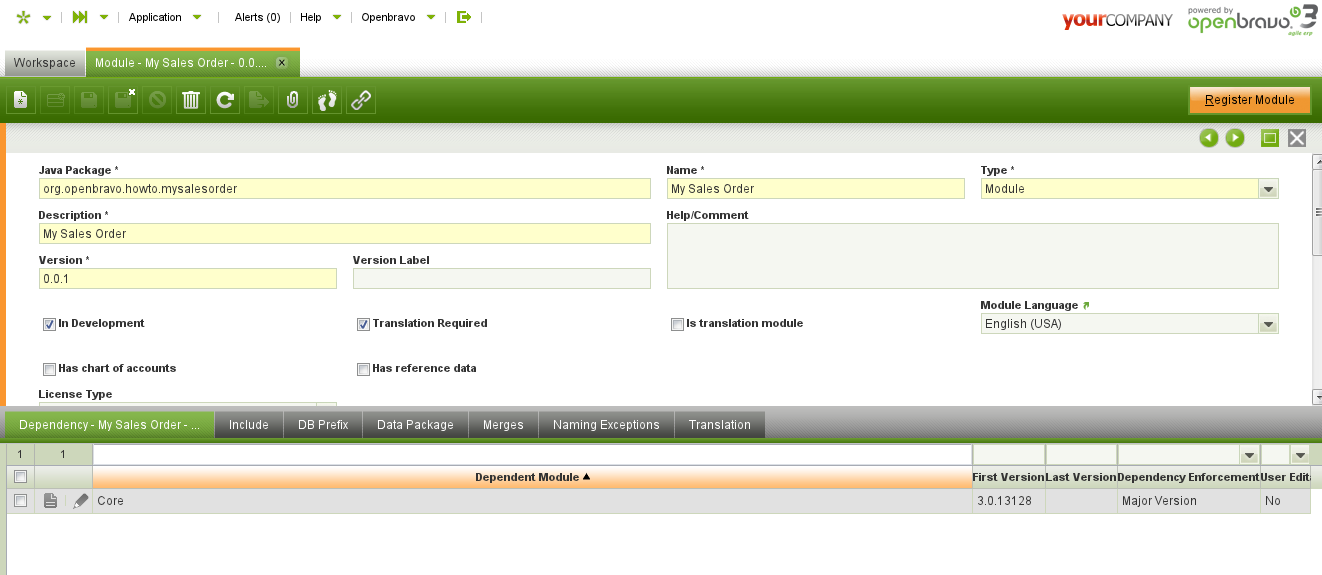 Application Alerts (0) Help Openbravo
yourCOMPANY
powered by
openbravo 3
agile erp
Workspace Module - My Sales Order - 0.0....
Register Module
Java Package * Name * Type *
org.openbravo.howto.mysalesorder My Sales Order Module
Description * Help/Comment
My Sales Order
Version * Version Label
0.0.1
Module Language
In Development Translation Required Is translation module English (USA)
Has chart of accounts Has reference data
License Type
Dependency - My Sales Order - ... Include DB Prefix Data Package Merges Naming Exceptions Translation
1 1
Dependent Module First Version Last Version Dependency Enforcement User Edit
Core 3.0.13128 Major Version No